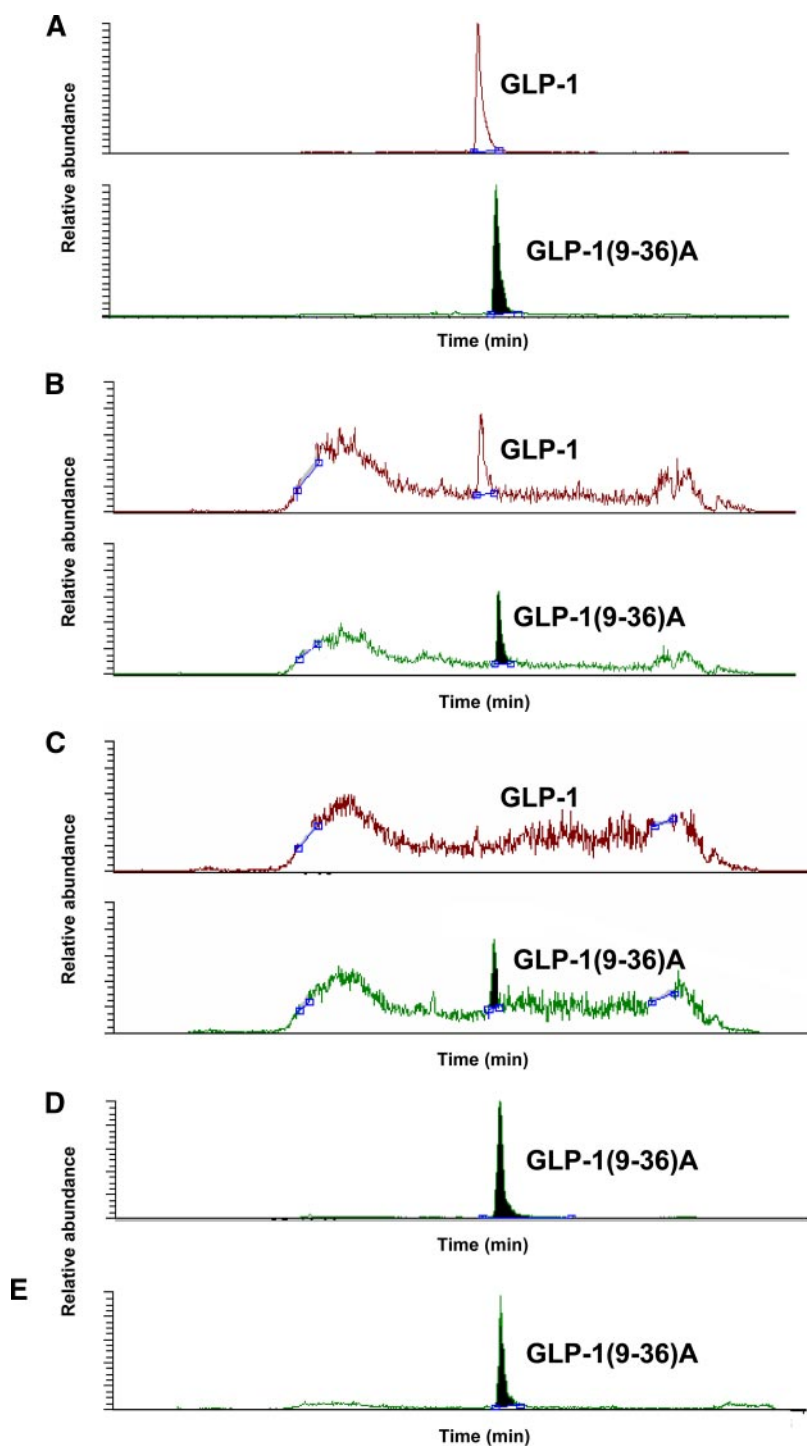 A
Relative abundance
GLP-1
GLP-1(9-36)A
Time (min)
B
Relative abundance
GLP-1
GLP-1(9-36)A
Time (min)
C
Relative abundance
GLP-1
GLP-1(9-36)A
Time (min)
D
Relative abundance
GLP-1(9-36)A
Time (min)
E
GLP-1(9-36)A
Time (min)